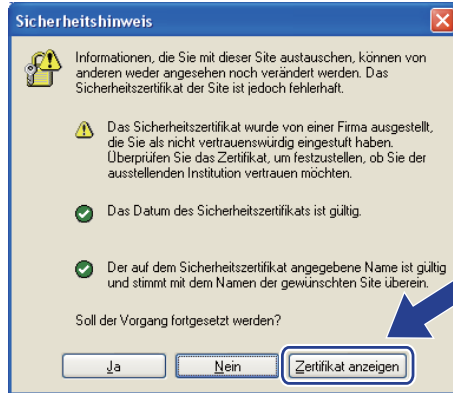 Sicherheitshinweis
Informationen, die Sie mit dieser Site austauschen, können von
anderen weder angesehen noch verändert werden. Das
Sicherheitszertifikat der Site ist jedoch fehlerhaft.
Das Sicherheitszertifikat wurde von einer Firma ausgestellt,
die Sie als nicht vertrauenswürdig eingestuft haben.
Überprüfen Sie das Zertifikat, um festzustellen, ob Sie der
ausstellenden Institution vertrauen möchten.
Das Datum des Sicherheitszertifikats ist gültig.
Der auf dem Sicherheitszertifikat angegebene Name ist gültig
und stimmt mit dem Namen der gewünschten Site überein.
Soll der Vorgang fortgesetzt werden?
Ja Nein Zertifikat anzeigen